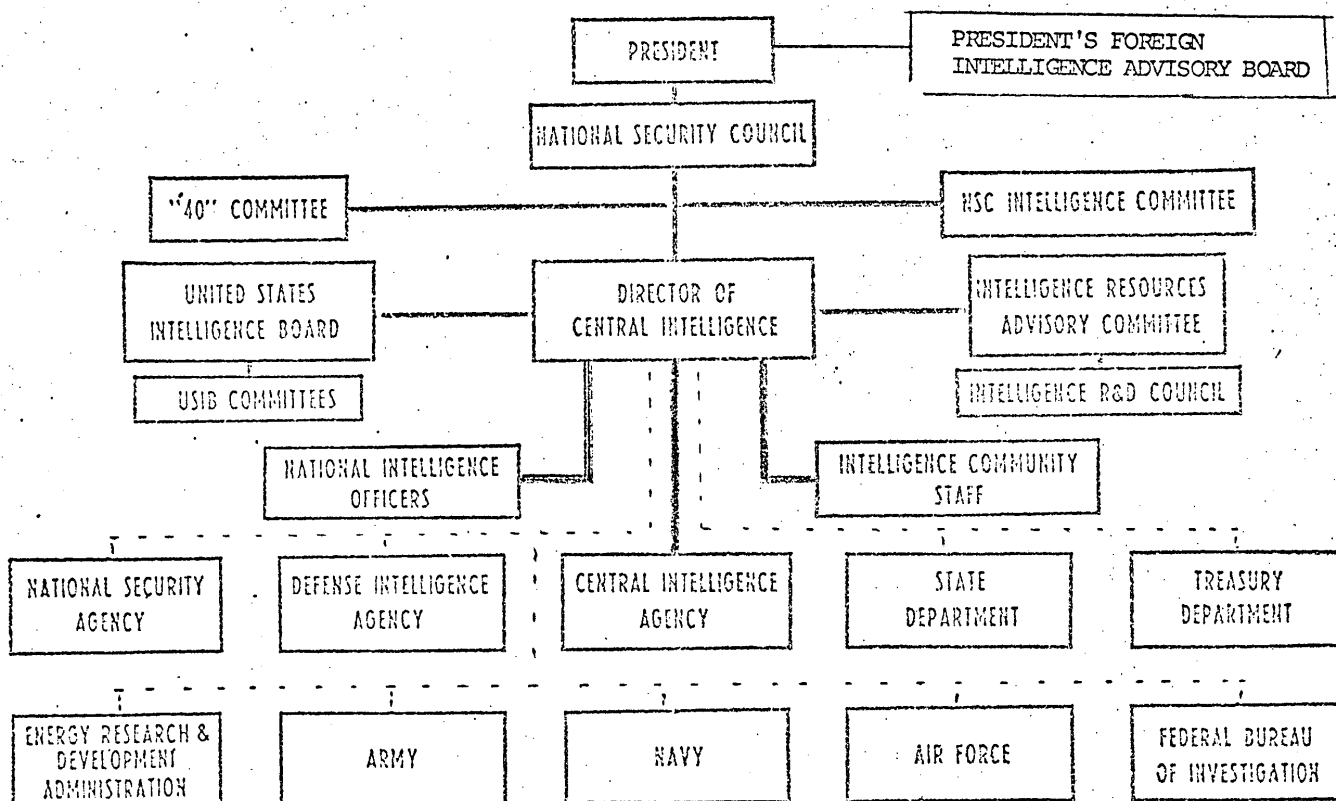 PRESIDENT
PRESIDENT'S FOREIGN
INTELLIGENCE ADVISORY BOARD
NATIONAL SECURITY COUNCIL
"40" COMMITTEE
NSC INTELLIGENCE COMMITTEE
UNITED STATES
INTELLIGENCE BOARD
DIRECTOR OF
CENTRAL INTELLIGENCE
INTELLIGENCE RESOURCES
ADVISORY COMMITTEE
USIB COMMITTEES
INTELLIGENCE R&D COUNCIL
NATIONAL INTELLIGENCE
OFFICERS
INTELLIGENCE COMMUNITY
STAFF
NATIONAL SECURITY
AGENCY
DEFENSE INTELLIGENCE
AGENCY
CENTRAL INTELLIGENCE
AGENCY
STATE
DEPARTMENT
TREASURY
DEPARTMENT
ENERGY RESEARCH &
DEVELOPMENT
ADMINISTRATION
ARMY
NAVY
AIR FORCE
FEDERAL BUREAU
OF INVESTIGATION